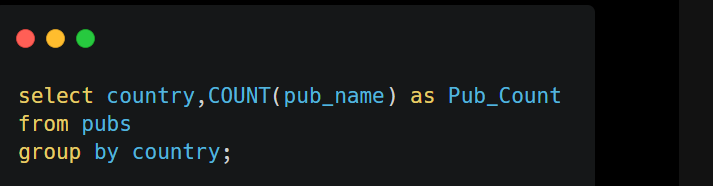 select country,COUNT(pub_name) as Pub_Count
from pubs
group by country;